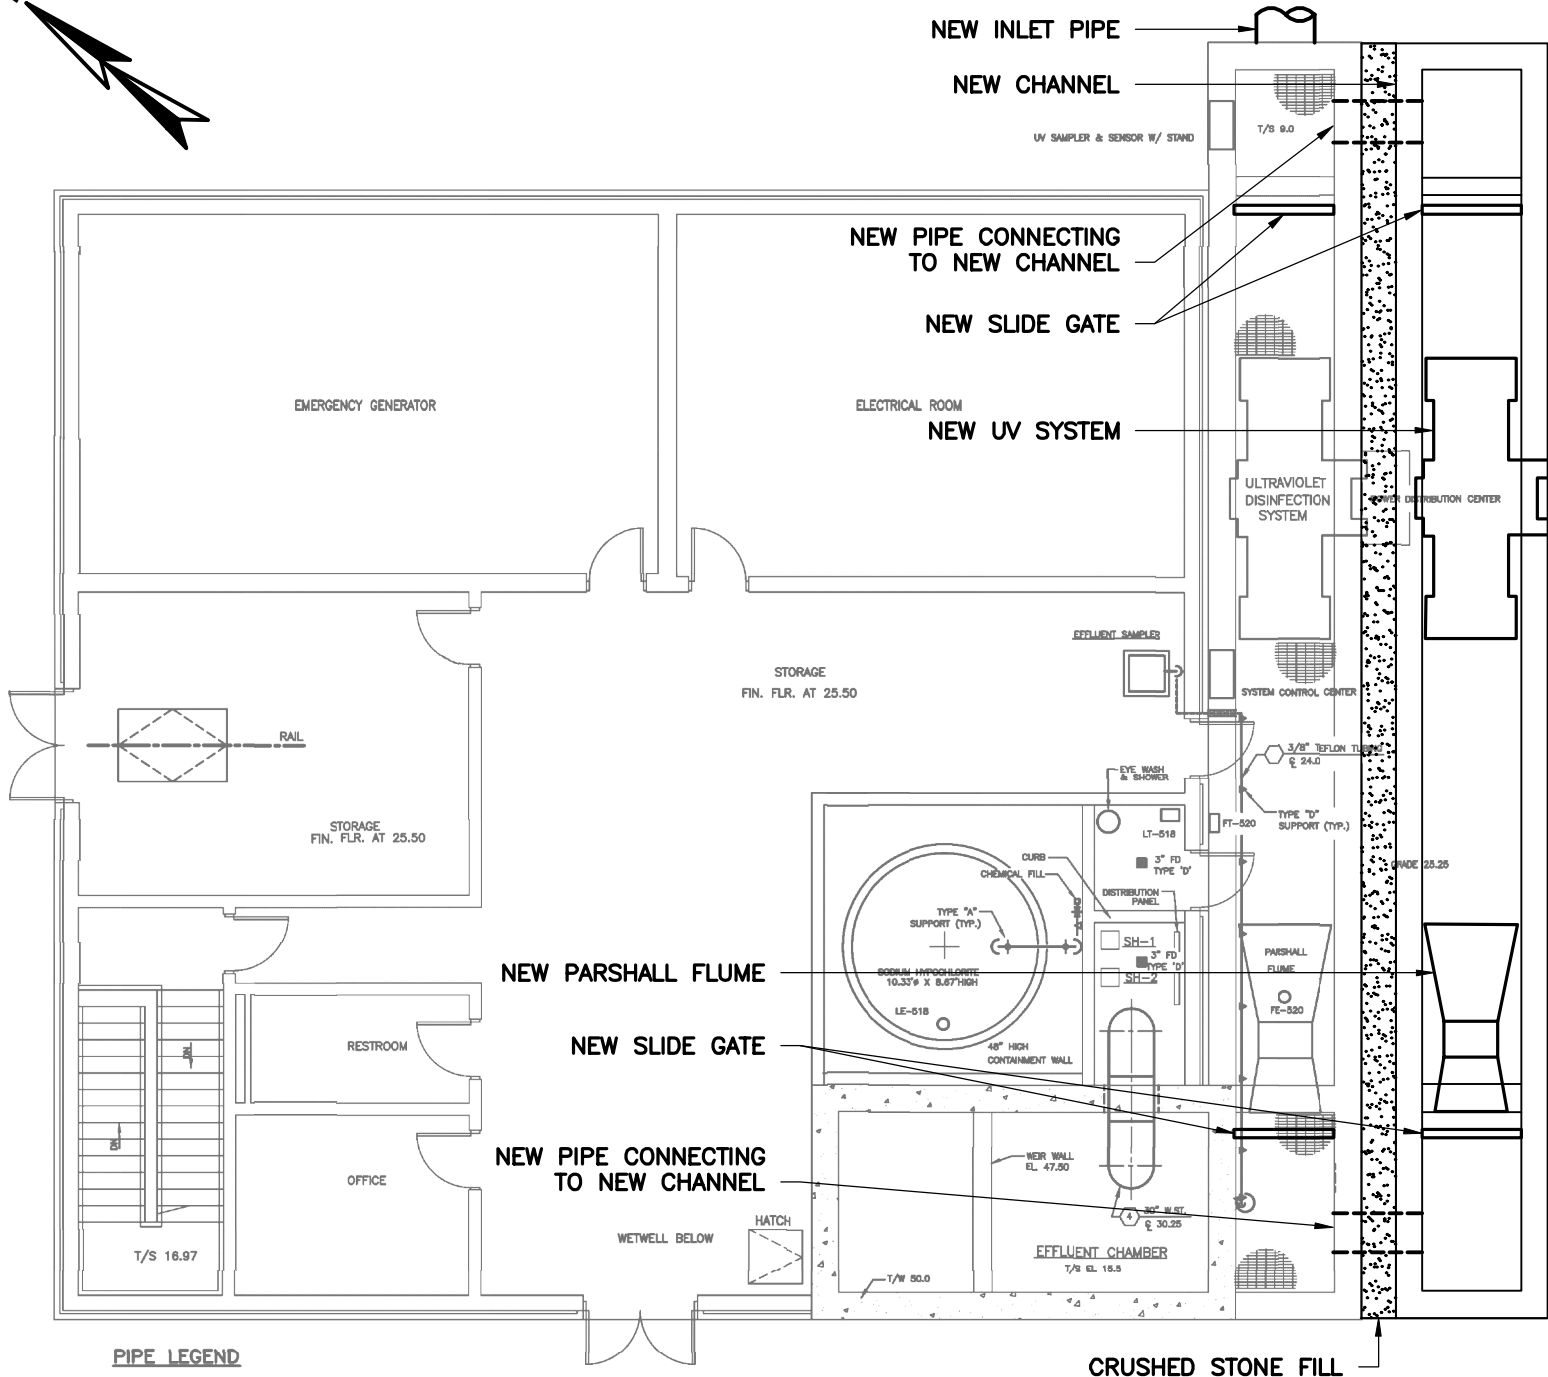 NEW INLET PIPE
NEW CHANNEL
UV SAMPLER & SENSOR W/ STAND
T/S 9.0
NEW PIPE CONNECTING
TO NEW CHANNEL
NEW SLIDE GATE
EMERGENCY GENERATOR
ELECTRICAL ROOM
NEW UV SYSTEM
ULTRAVIOLET
DISINFECTION
SYSTEM
DISTRIBUTION CENTER
EFFLUENT SAMPLER
STORAGE
FIN. FLR. AT 25.50
SYSTEM CONTROL CENTER
RAIL
3/8" TEFLON TUBING
℄ 24.0
EYE WASH
& SHOWER
STORAGE
FIN. FLR. AT 25.50
TYPE "D"
SUPPORT (TYP.)
FT-520
LT-518
CURB
3" FD
TYPE 'D'
CHEMICAL FILL
GRADE 25.25
DISTRIBUTION
PANEL
TYPE "A"
SUPPORT (TYP.)
SH-1
3" FD
TYPE 'D'
SH-2
PARSHALL
FLUME
FE-520
NEW PARSHALL FLUME
SODIUM HYPOCHLORITE
10.33'ø X 8.67'HIGH
LE-518
RESTROOM
NEW SLIDE GATE
48" HIGH
CONTAINMENT WALL
DN
DN
NEW PIPE CONNECTING
TO NEW CHANNEL
WEIR WALL
EL 47.50
OFFICE
4
30" W.ST.
℄ 30.25
HATCH
WETWELL BELOW
T/S 16.97
EFFLUENT CHAMBER
T/S EL 15.5
T/W 50.0
PIPE LEGEND
CRUSHED STONE FILL